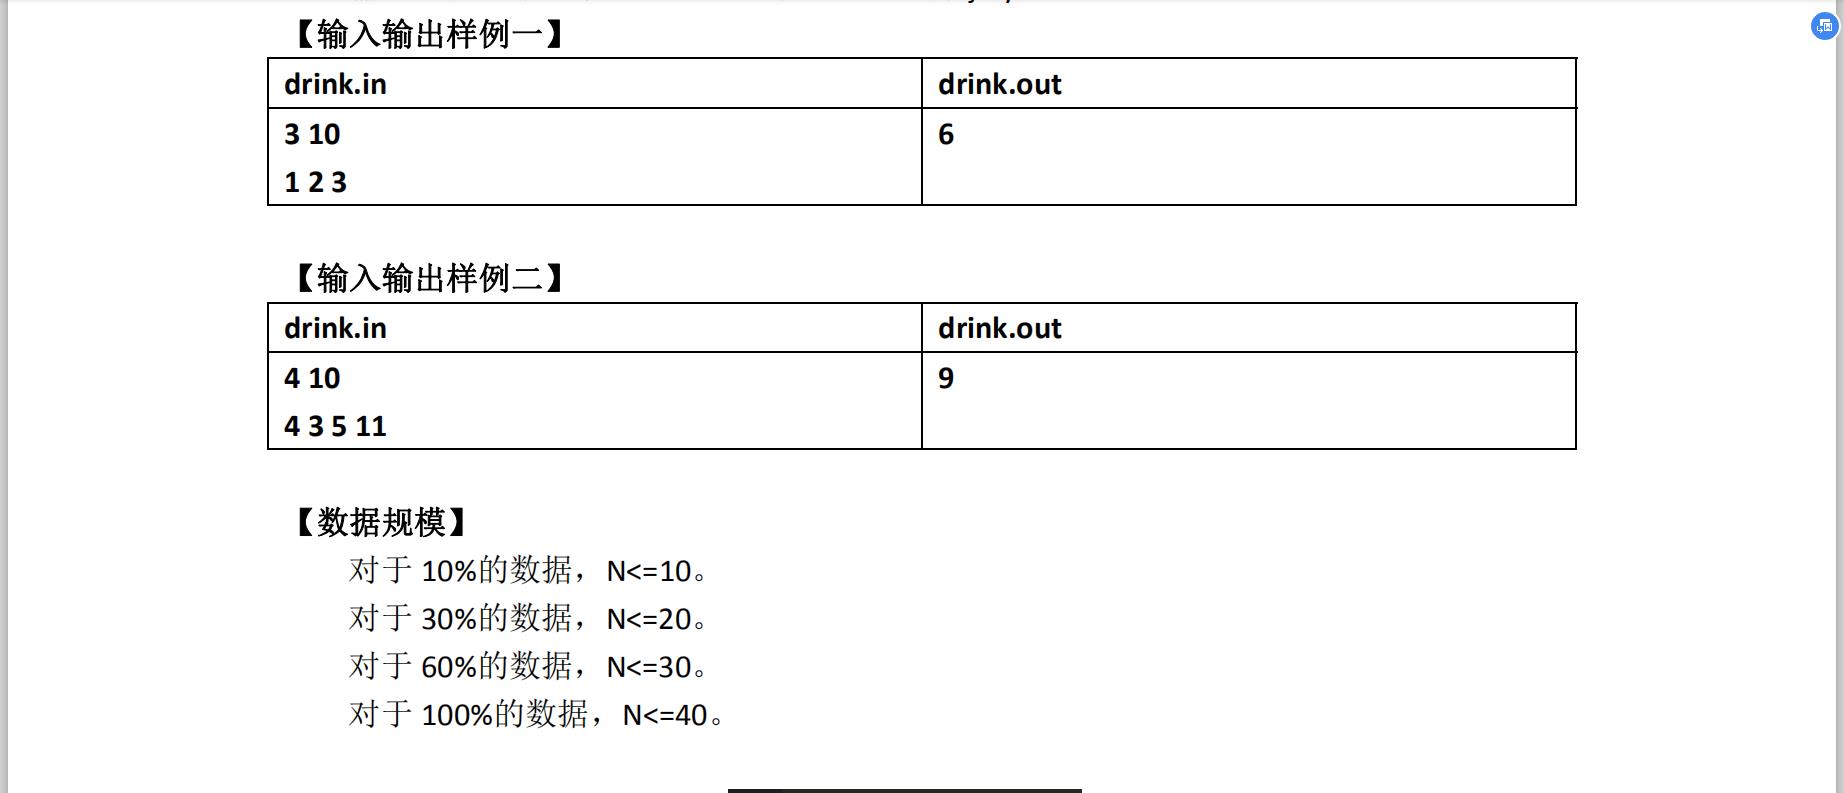 【输入输出样例一】
drink.in drink.out
3 10 6
1 2 3
【输入输出样例二】
drink.in drink.out
4 10 9
4 3 5 11
【数据规模】
对于 10%的数据，N<=10。
对于 30%的数据，N<=20。
对于 60%的数据，N<=30。
对于 100%的数据，N<=40。